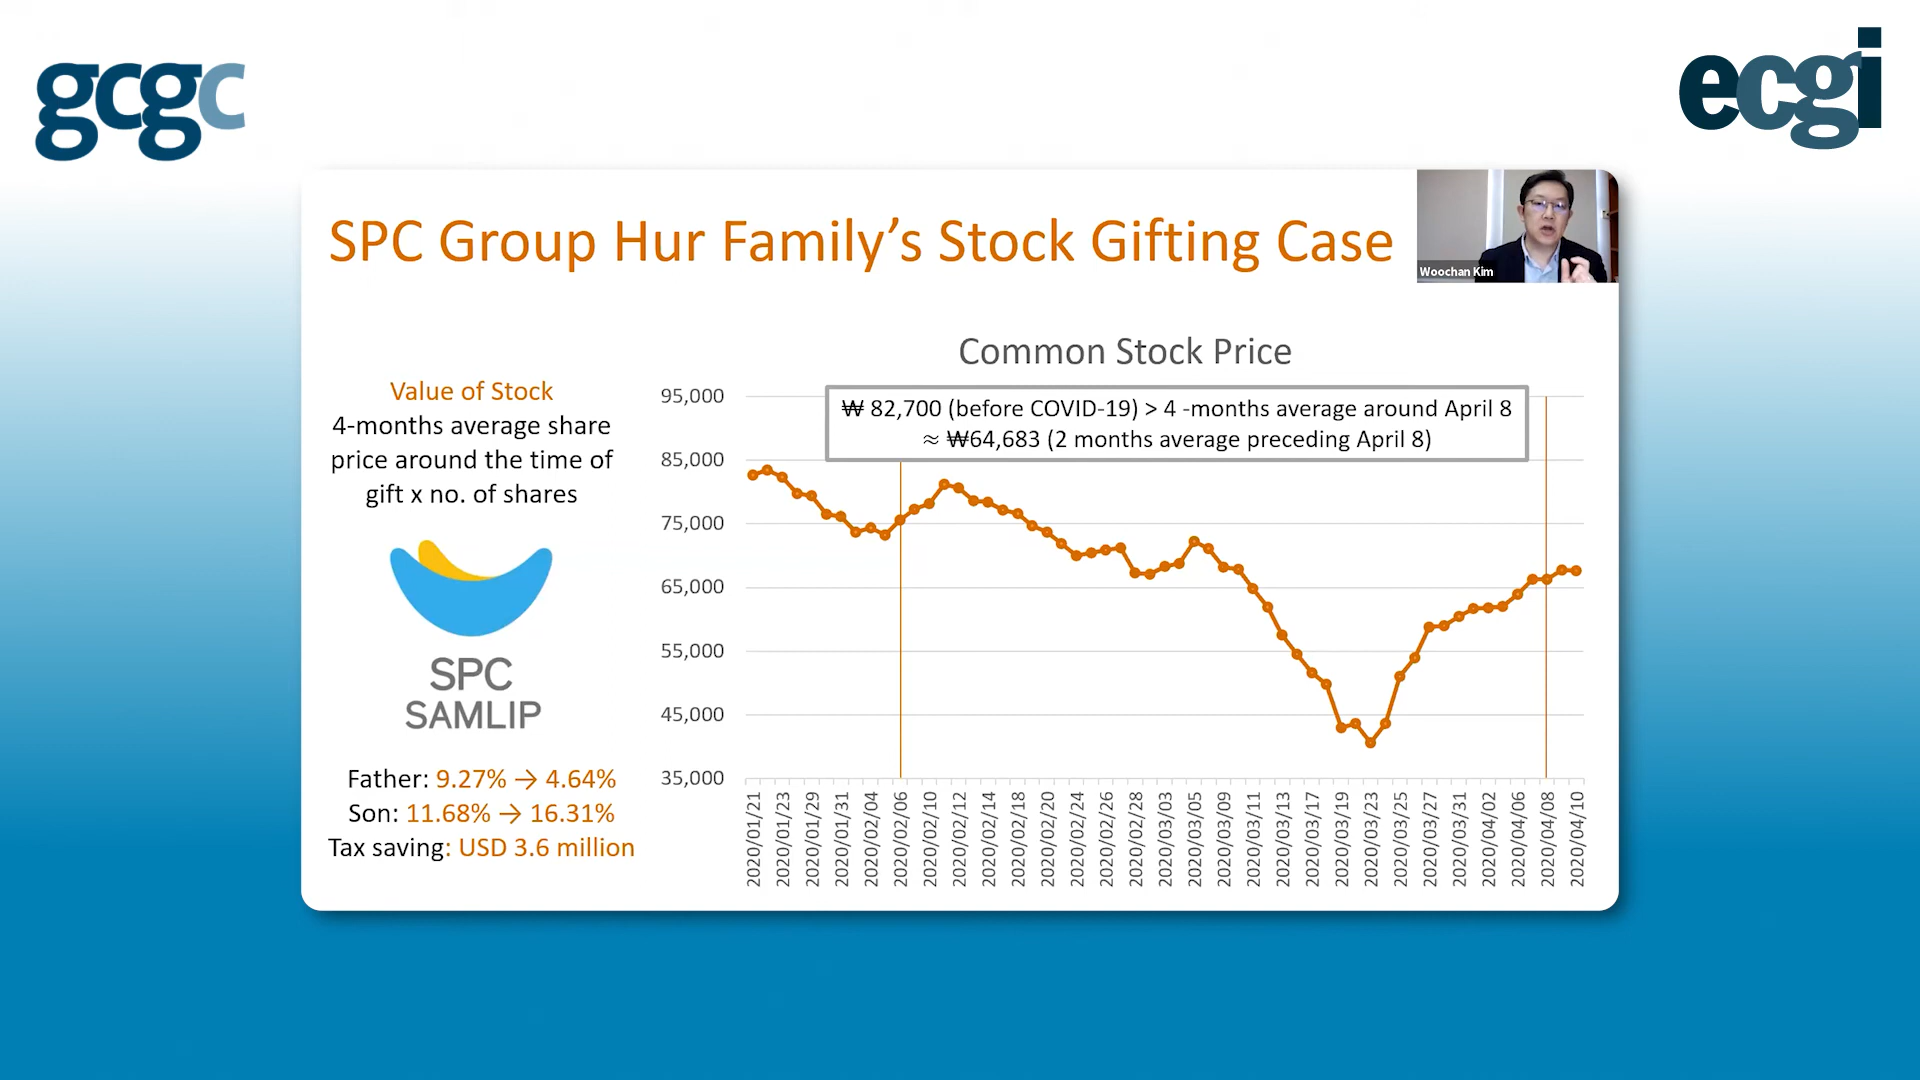 gcgc
ecgi
SPC Group Hur Family’s Stock Gifting Case
Woochan Kim
Value of Stock
4-months average share
price around the time of
gift x no. of shares
SPC
SAMLIP
Father: 9.27% → 4.64%
Son: 11.68% → 16.31%
Tax saving: USD 3.6 million
Common Stock Price
₩ 82,700 (before COVID-19) > 4 -months average around April 8
≈ ₩64,683 (2 months average preceding April 8)
95,000
85,000
75,000
65,000
55,000
45,000
35,000
2020/01/21
2020/01/23
2020/01/29
2020/01/31
2020/02/04
2020/02/06
2020/02/10
2020/02/12
2020/02/14
2020/02/18
2020/02/20
2020/02/24
2020/02/26
2020/02/28
2020/03/03
2020/03/05
2020/03/09
2020/03/11
2020/03/13
2020/03/17
2020/03/19
2020/03/23
2020/03/25
2020/03/27
2020/03/31
2020/04/02
2020/04/06
2020/04/08
2020/04/10